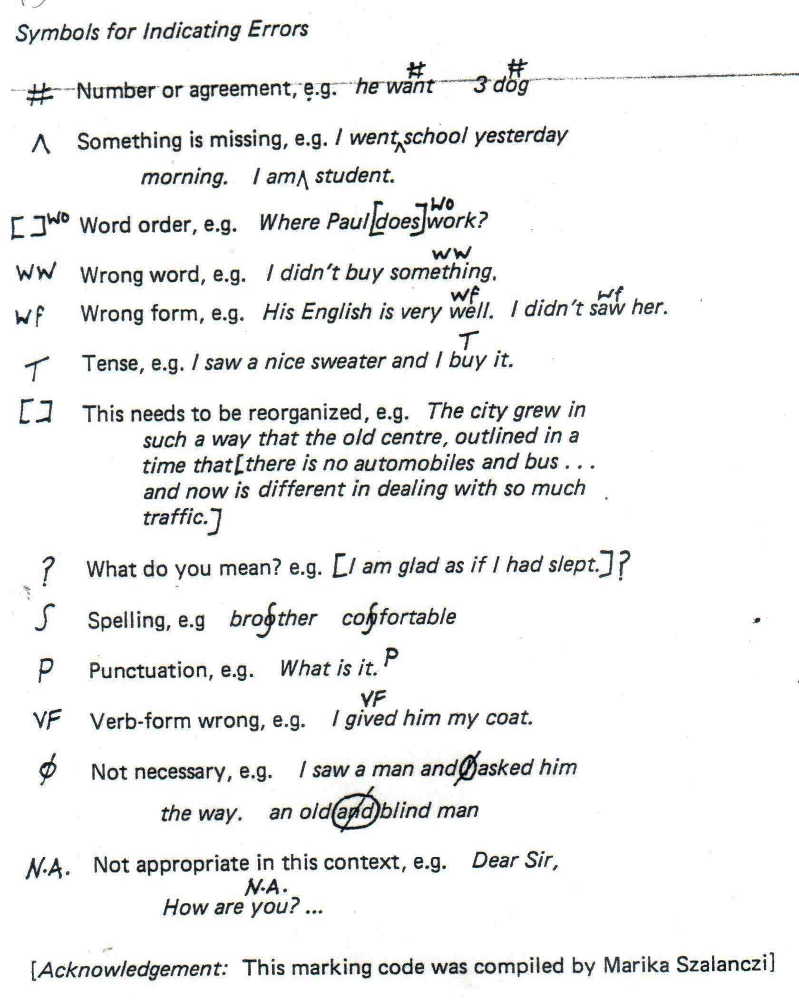 Symbols for Indicating Errors
# #
# Number or agreement, e.g. he want 3 dog
∧ Something is missing, e.g. I went ∧ school yesterday
morning. I am ∧ student.
[ ]WO Word order, e.g. Where Paul [does]WO work?
WW
WW Wrong word, e.g. I didn't buy something.
wf wf
wf Wrong form, e.g. His English is very well. I didn't saw her.
T
T Tense, e.g. I saw a nice sweater and I buy it.
[ ] This needs to be reorganized, e.g. The city grew in
such a way that the old centre, outlined in a
time that [there is no automobiles and bus . . .
and now is different in dealing with so much
traffic.]
? What do you mean? e.g. [I am glad as if I had slept.]?
S Spelling, e.g brother confortable
P Punctuation, e.g. What is it. P
VF
VF Verb-form wrong, e.g. I gived him my coat.
ϕ Not necessary, e.g. I saw a man and I asked him
the way. an old and blind man
N.A. Not appropriate in this context, e.g. Dear Sir,
N.A.
How are you? ...
[Acknowledgement: This marking code was compiled by Marika Szalanczi]